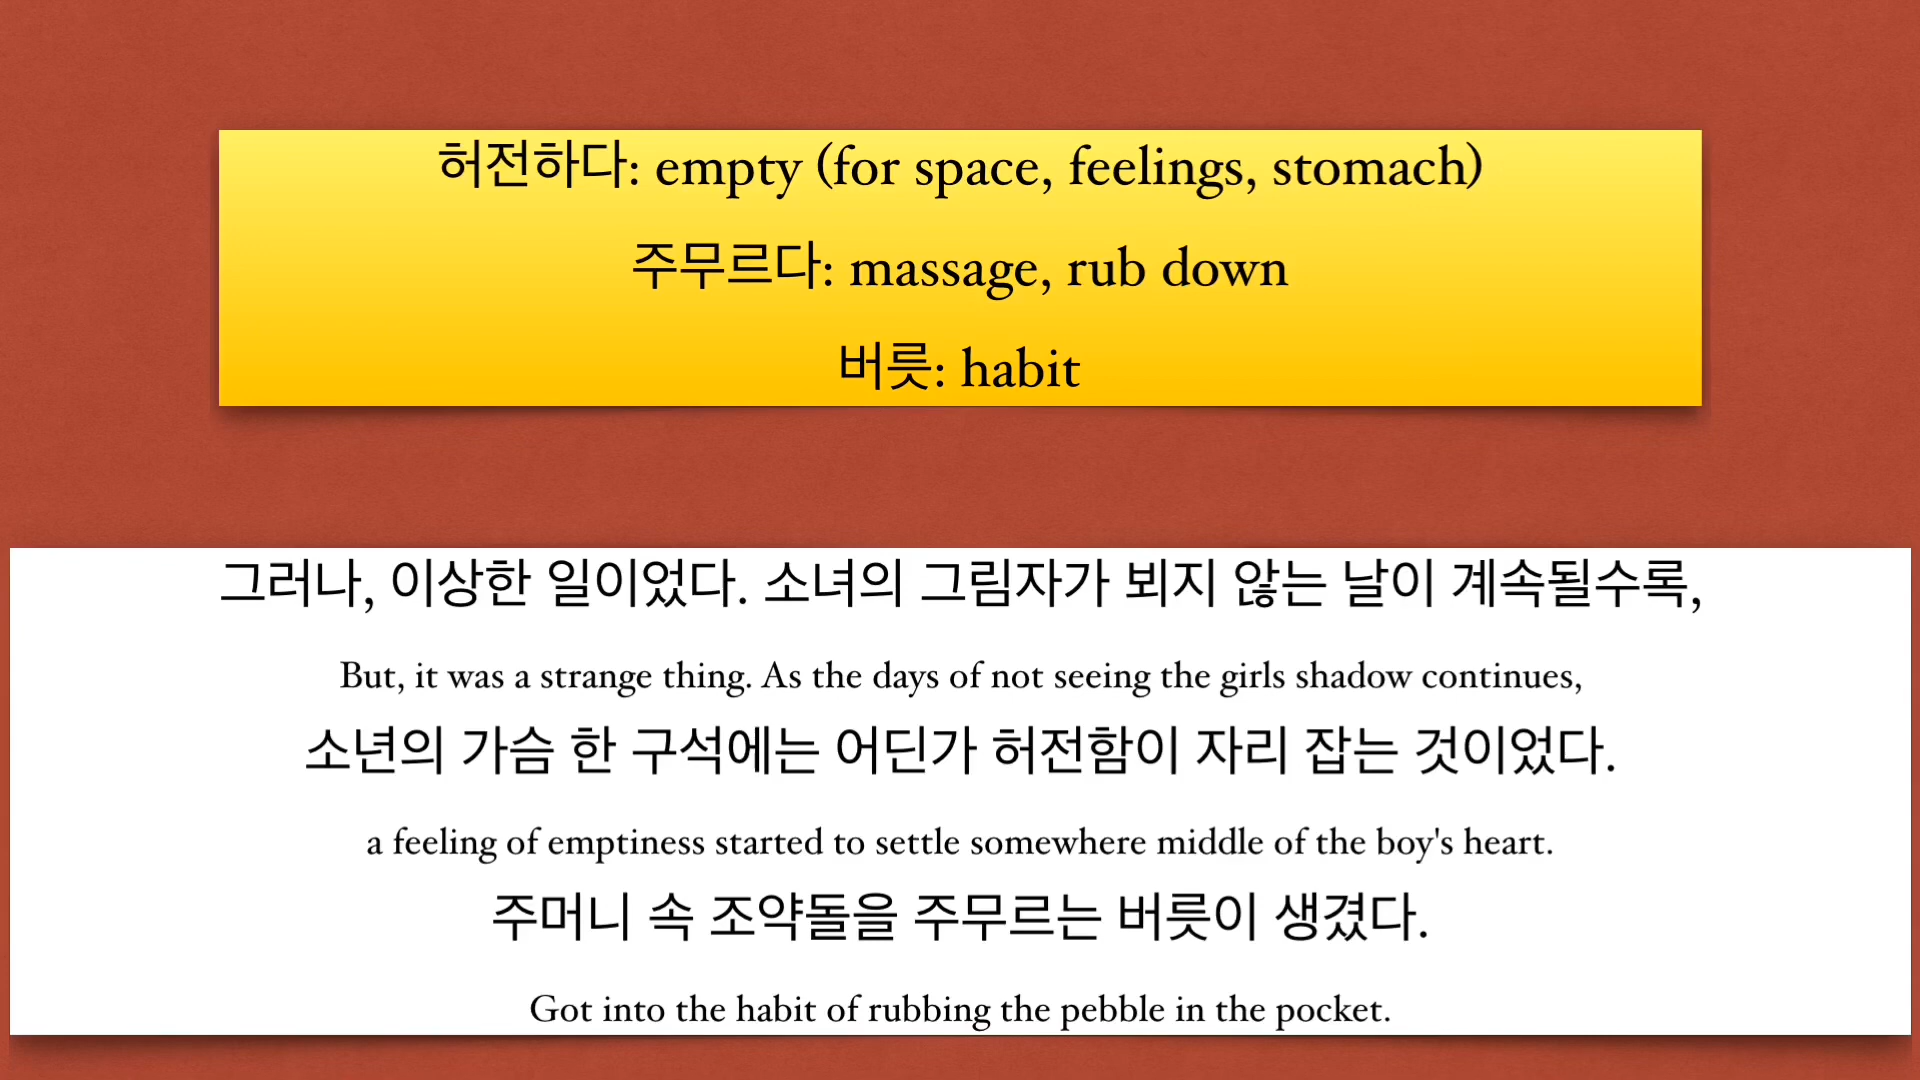 허전하다: empty (for space, feelings, stomach)
주무르다: massage, rub down
버릇: habit
그러나, 이상한 일이었다. 소녀의 그림자가 뵈지 않는 날이 계속될수록,
But, it was a strange thing. As the days of not seeing the girls shadow continues,
소년의 가슴 한 구석에는 어딘가 허전함이 자리 잡는 것이었다.
a feeling of emptiness started to settle somewhere middle of the boy's heart.
주머니 속 조약돌을 주무르는 버릇이 생겼다.
Got into the habit of rubbing the pebble in the pocket.